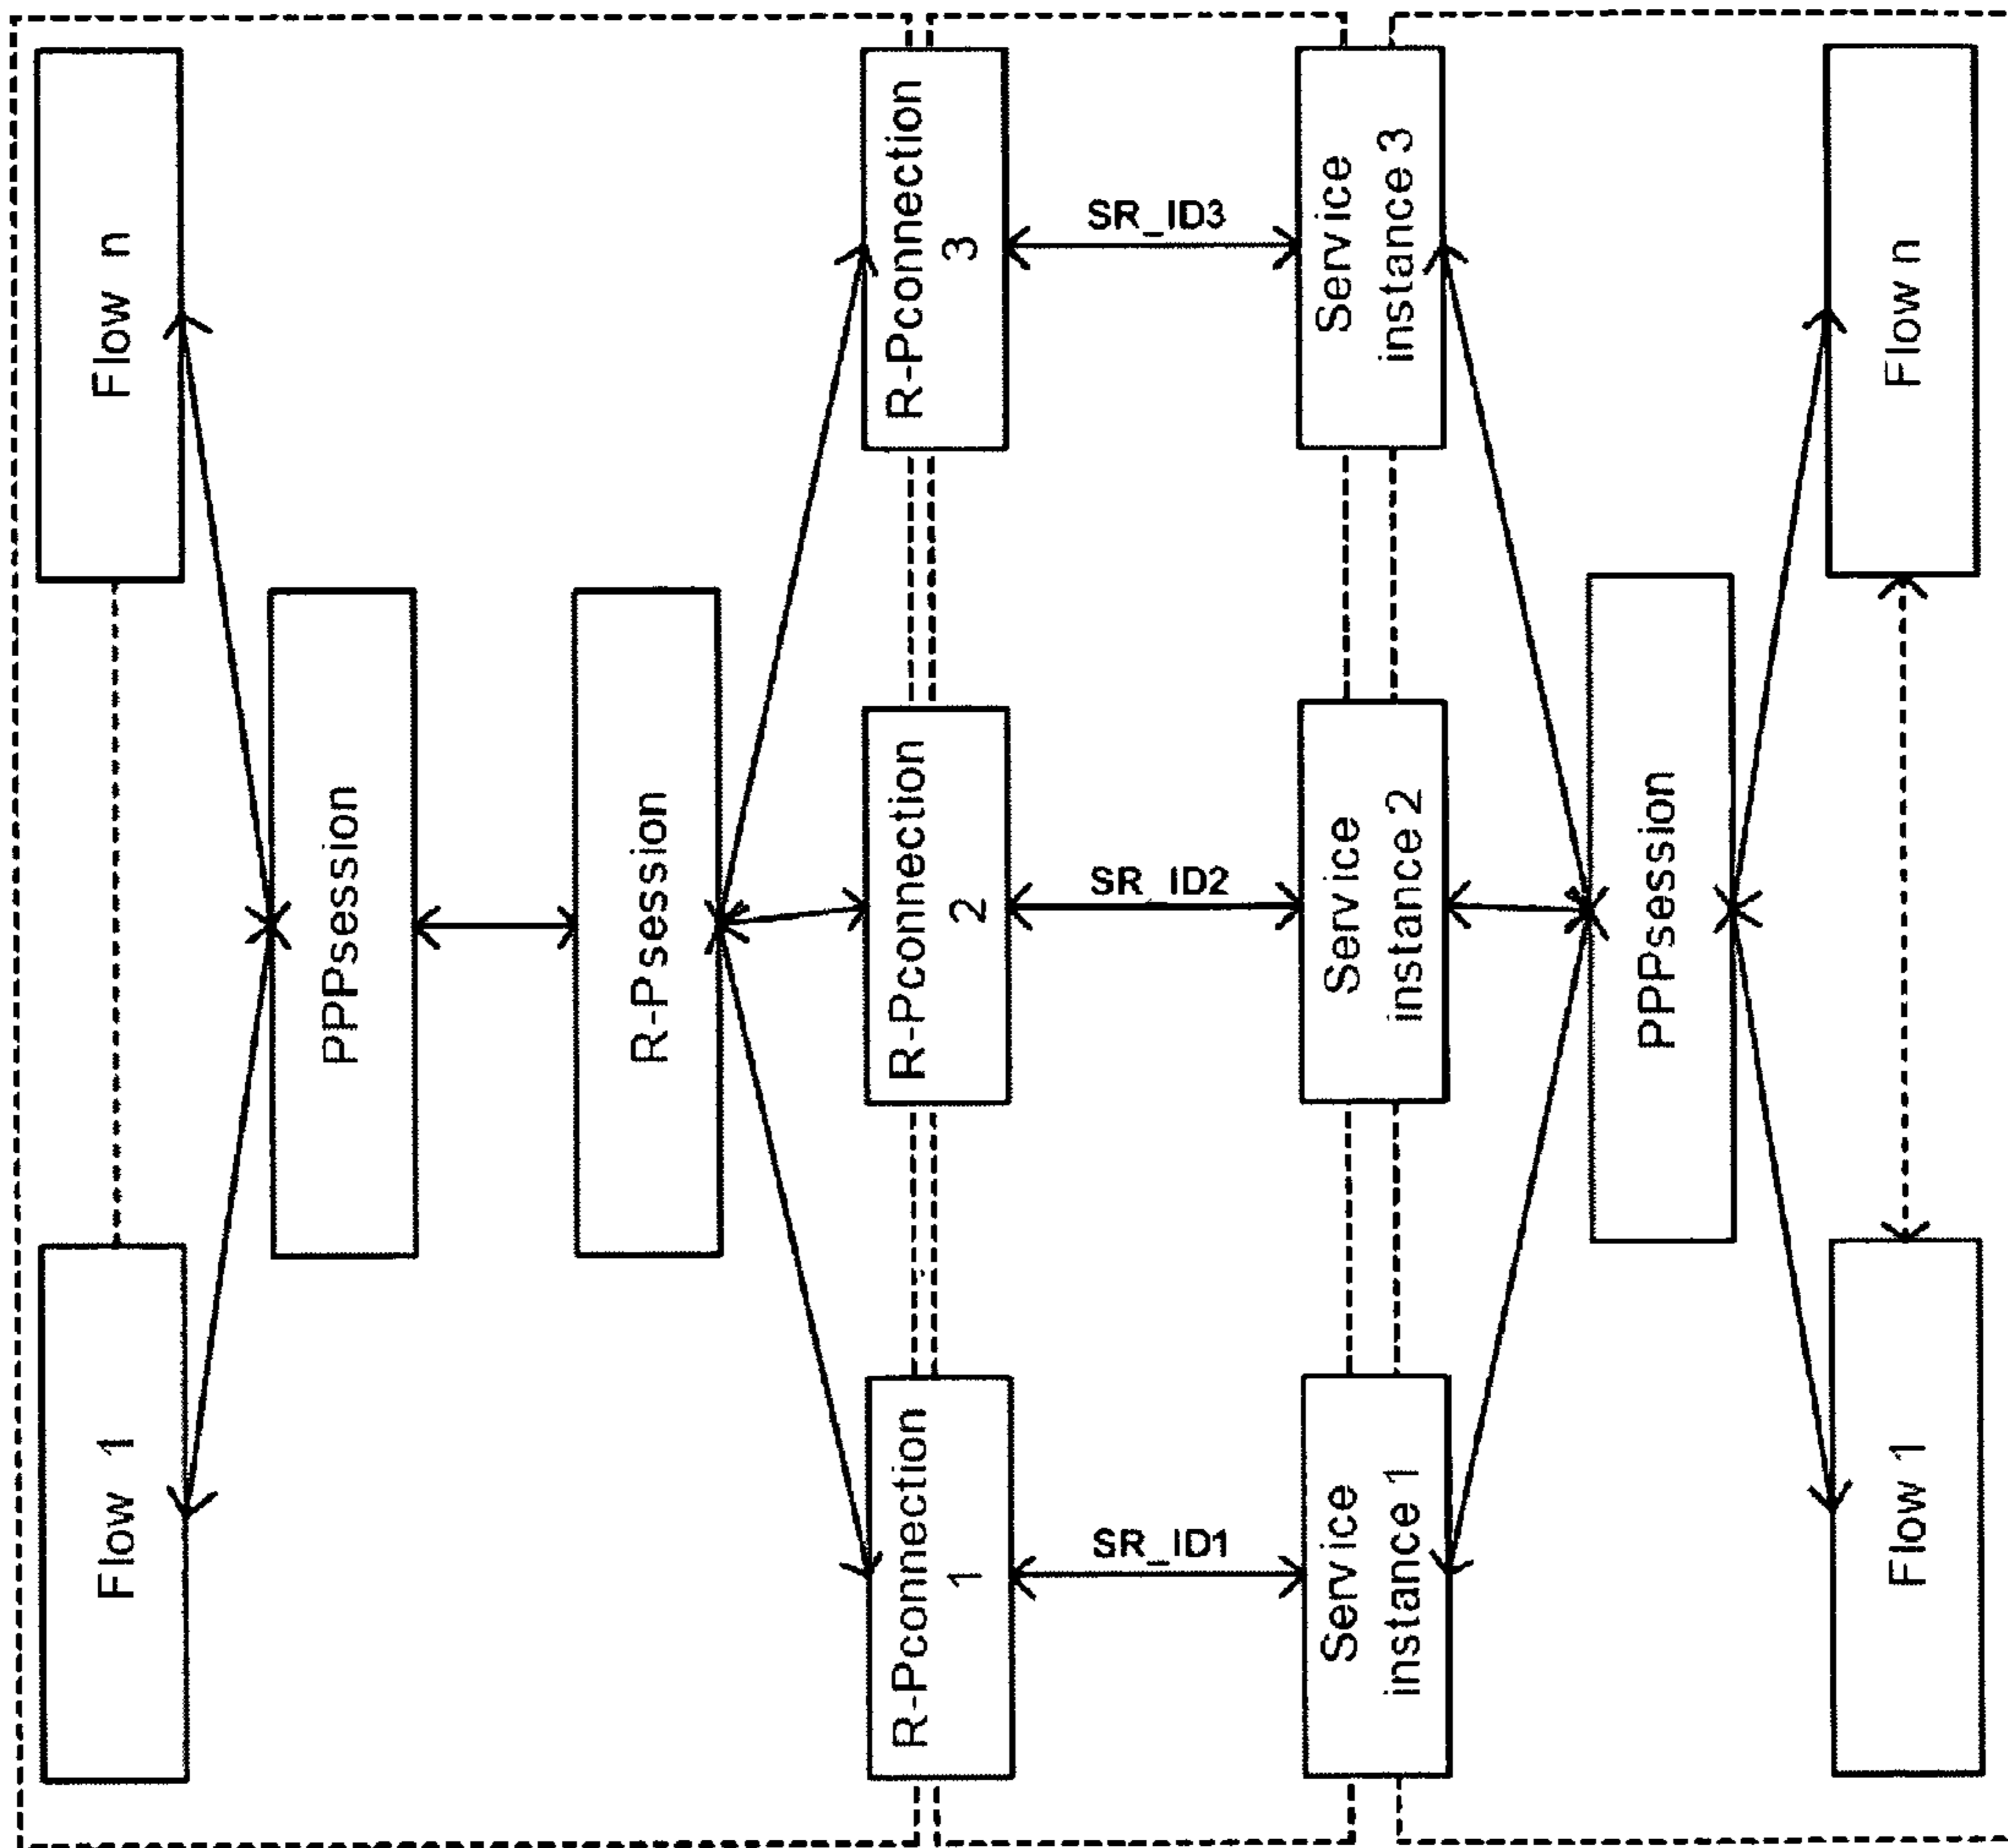 Flow 1
Flow n
PPPsession
R-Psession
R-Pconnection
1
R-Pconnection
2
R-Pconnection
3
SR_ID1
SR_ID2
SR_ID3
Service
instance 1
Service
instance 2
Service
instance 3
PPPsession
Flow 1
Flow n